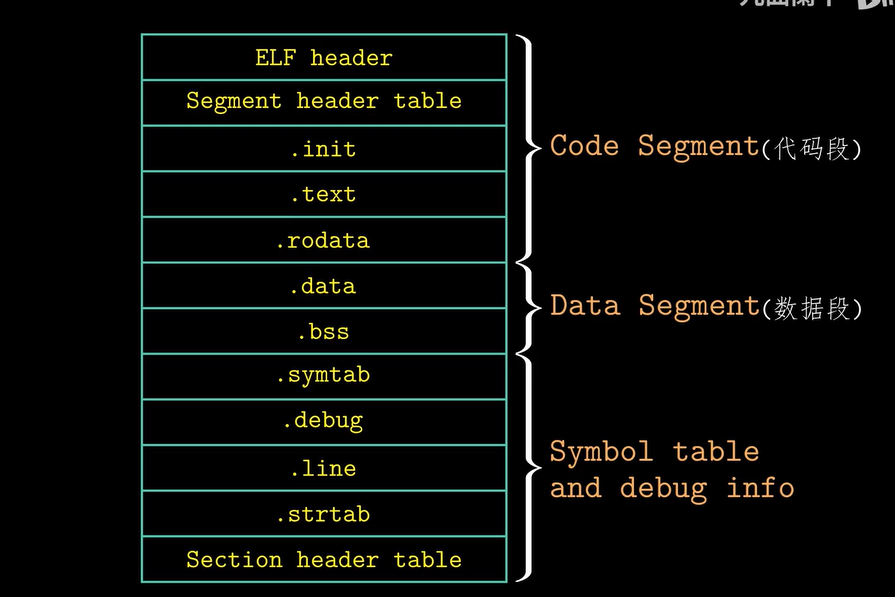 ELF header
Segment header table
.init
.text
.rodata
.data
.bss
.symtab
.debug
.line
.strtab
Section header table
Code Segment(代码段)
Data Segment(数据段)
Symbol table
and debug info